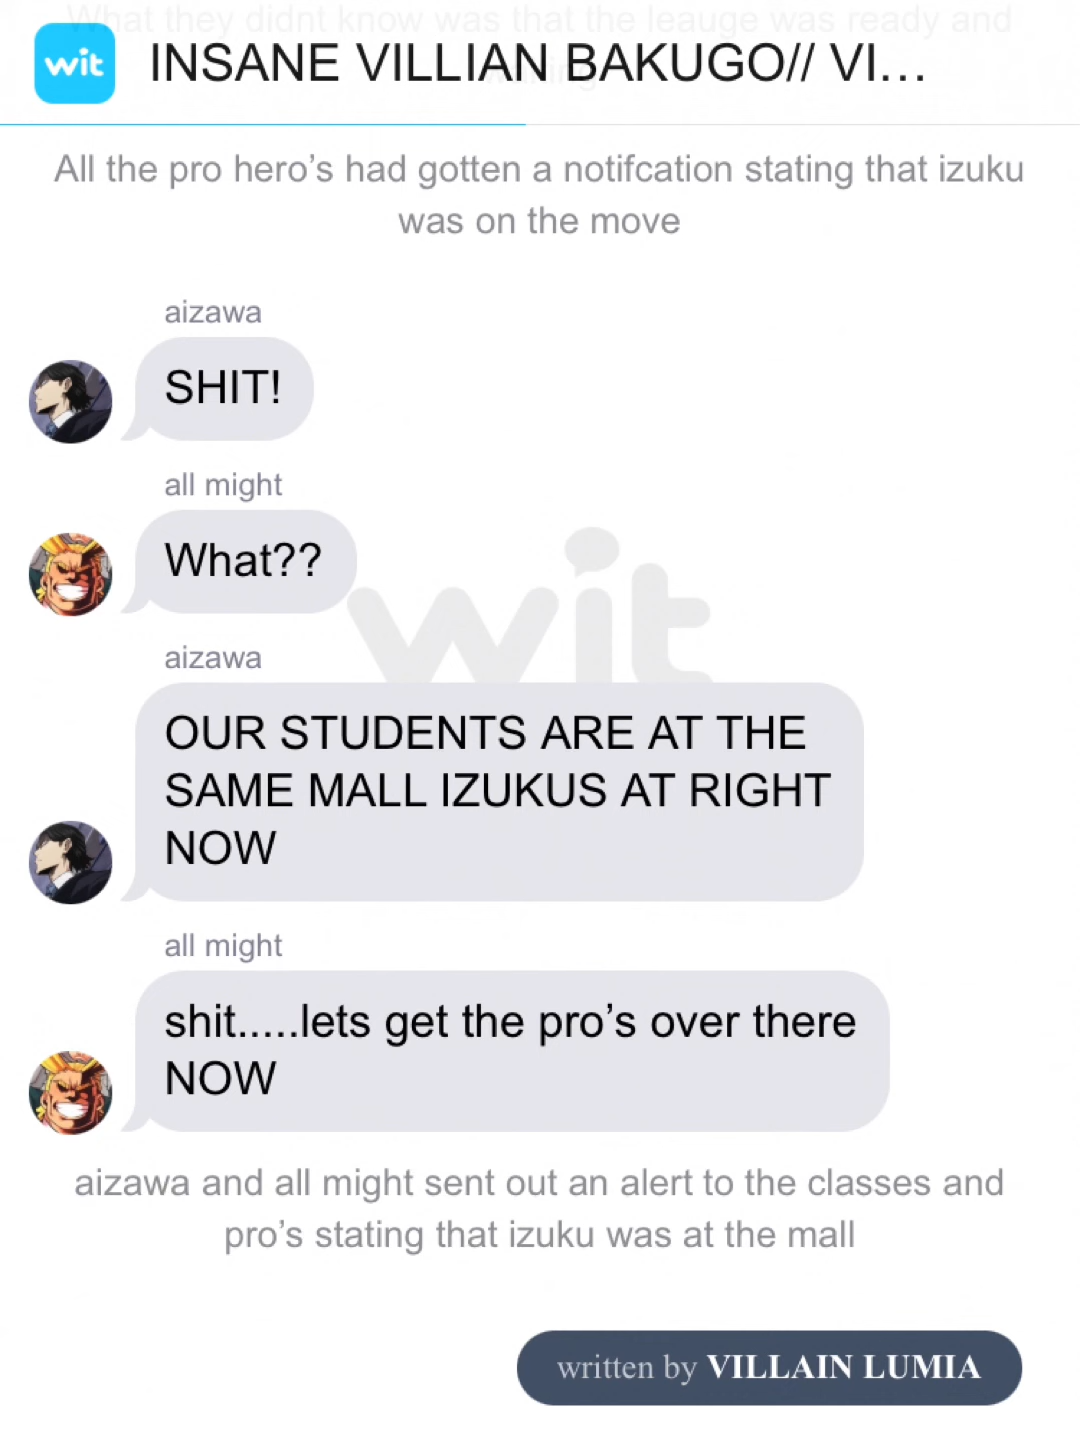 What they didnt know was that the leauge was ready and
wit
INSANE VILLIAN BAKUGO// VI...
All the pro hero's had gotten a notifcation stating that izuku
was on the move
aizawa
SHIT!
all might
What??
wit
aizawa
OUR STUDENTS ARE AT THE
SAME MALL IZUKUS AT RIGHT
NOW
all might
shit.....lets get the pro's over there
NOW
aizawa and all might sent out an alert to the classes and
pro's stating that izuku was at the mall
written by VILLAIN LUMIA